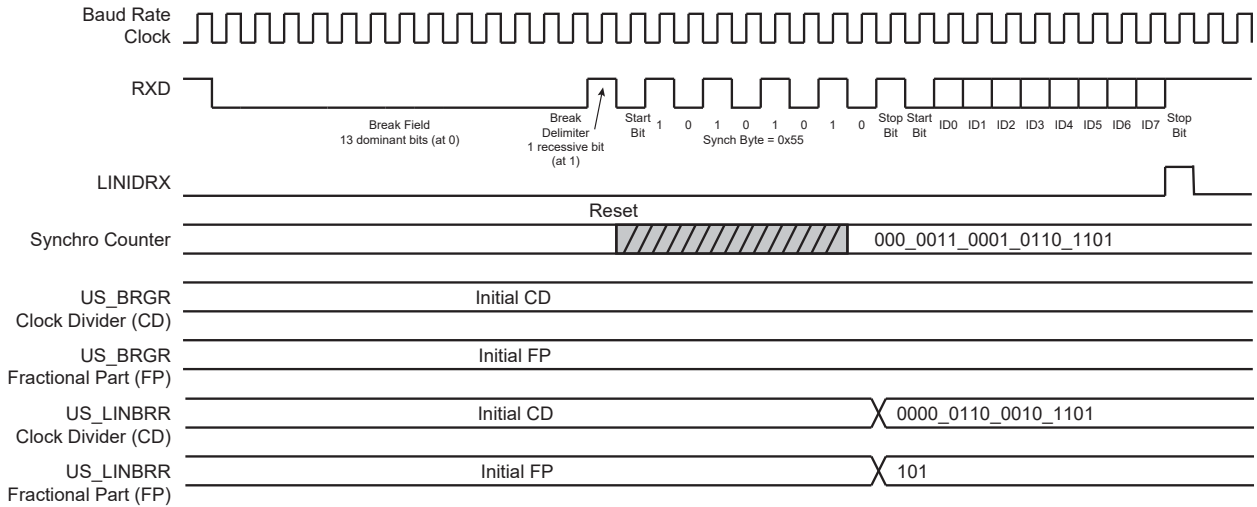 Baud Rate
Clock
RXD
Break Field
13 dominant bits (at 0)
Break
Delimiter
1 recessive bit
(at 1)
Start
Bit
1 0 1 0 1 0 1 0
Synch Byte = 0x55
Stop
Bit
Start
Bit
ID0 ID1 ID2 ID3 ID4 ID5 ID6 ID7
Stop
Bit
LINIDRX
Reset
Synchro Counter
000_0011_0001_0110_1101
US_BRGR
Clock Divider (CD)
Initial CD
US_BRGR
Fractional Part (FP)
Initial FP
US_LINBRR
Clock Divider (CD)
Initial CD
0000_0110_0010_1101
US_LINBRR
Fractional Part (FP)
Initial FP
101